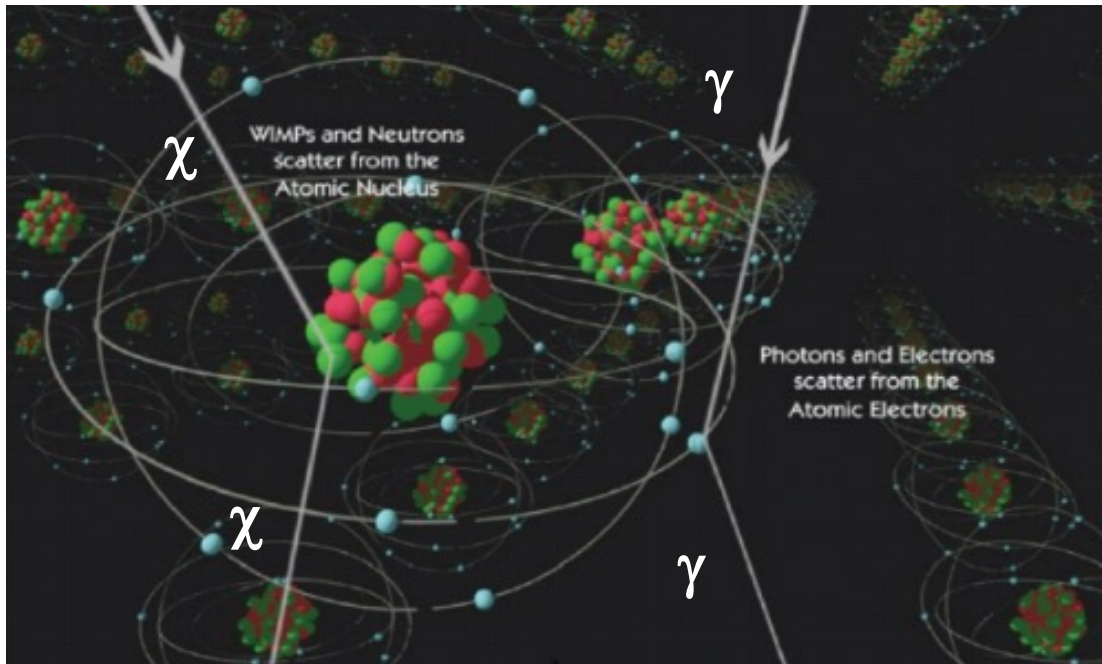 γ
χ
WIMPs and Neutrons
scatter from the
Atomic Nucleus
Photons and Electrons
scatter from the
Atomic Electrons
χ
γ